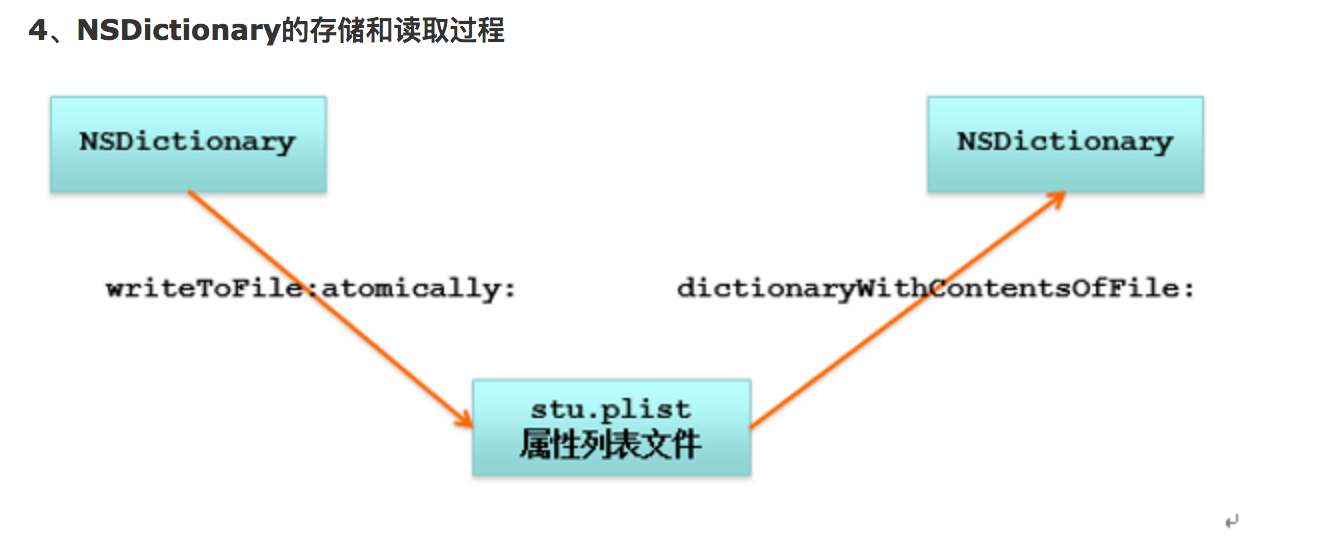 4、NSDictionary的存储和读取过程
NSDictionary
NSDictionary
writeToFile:atomically:
dictionaryWithContentsOfFile:
stu.plist
属性列表文件